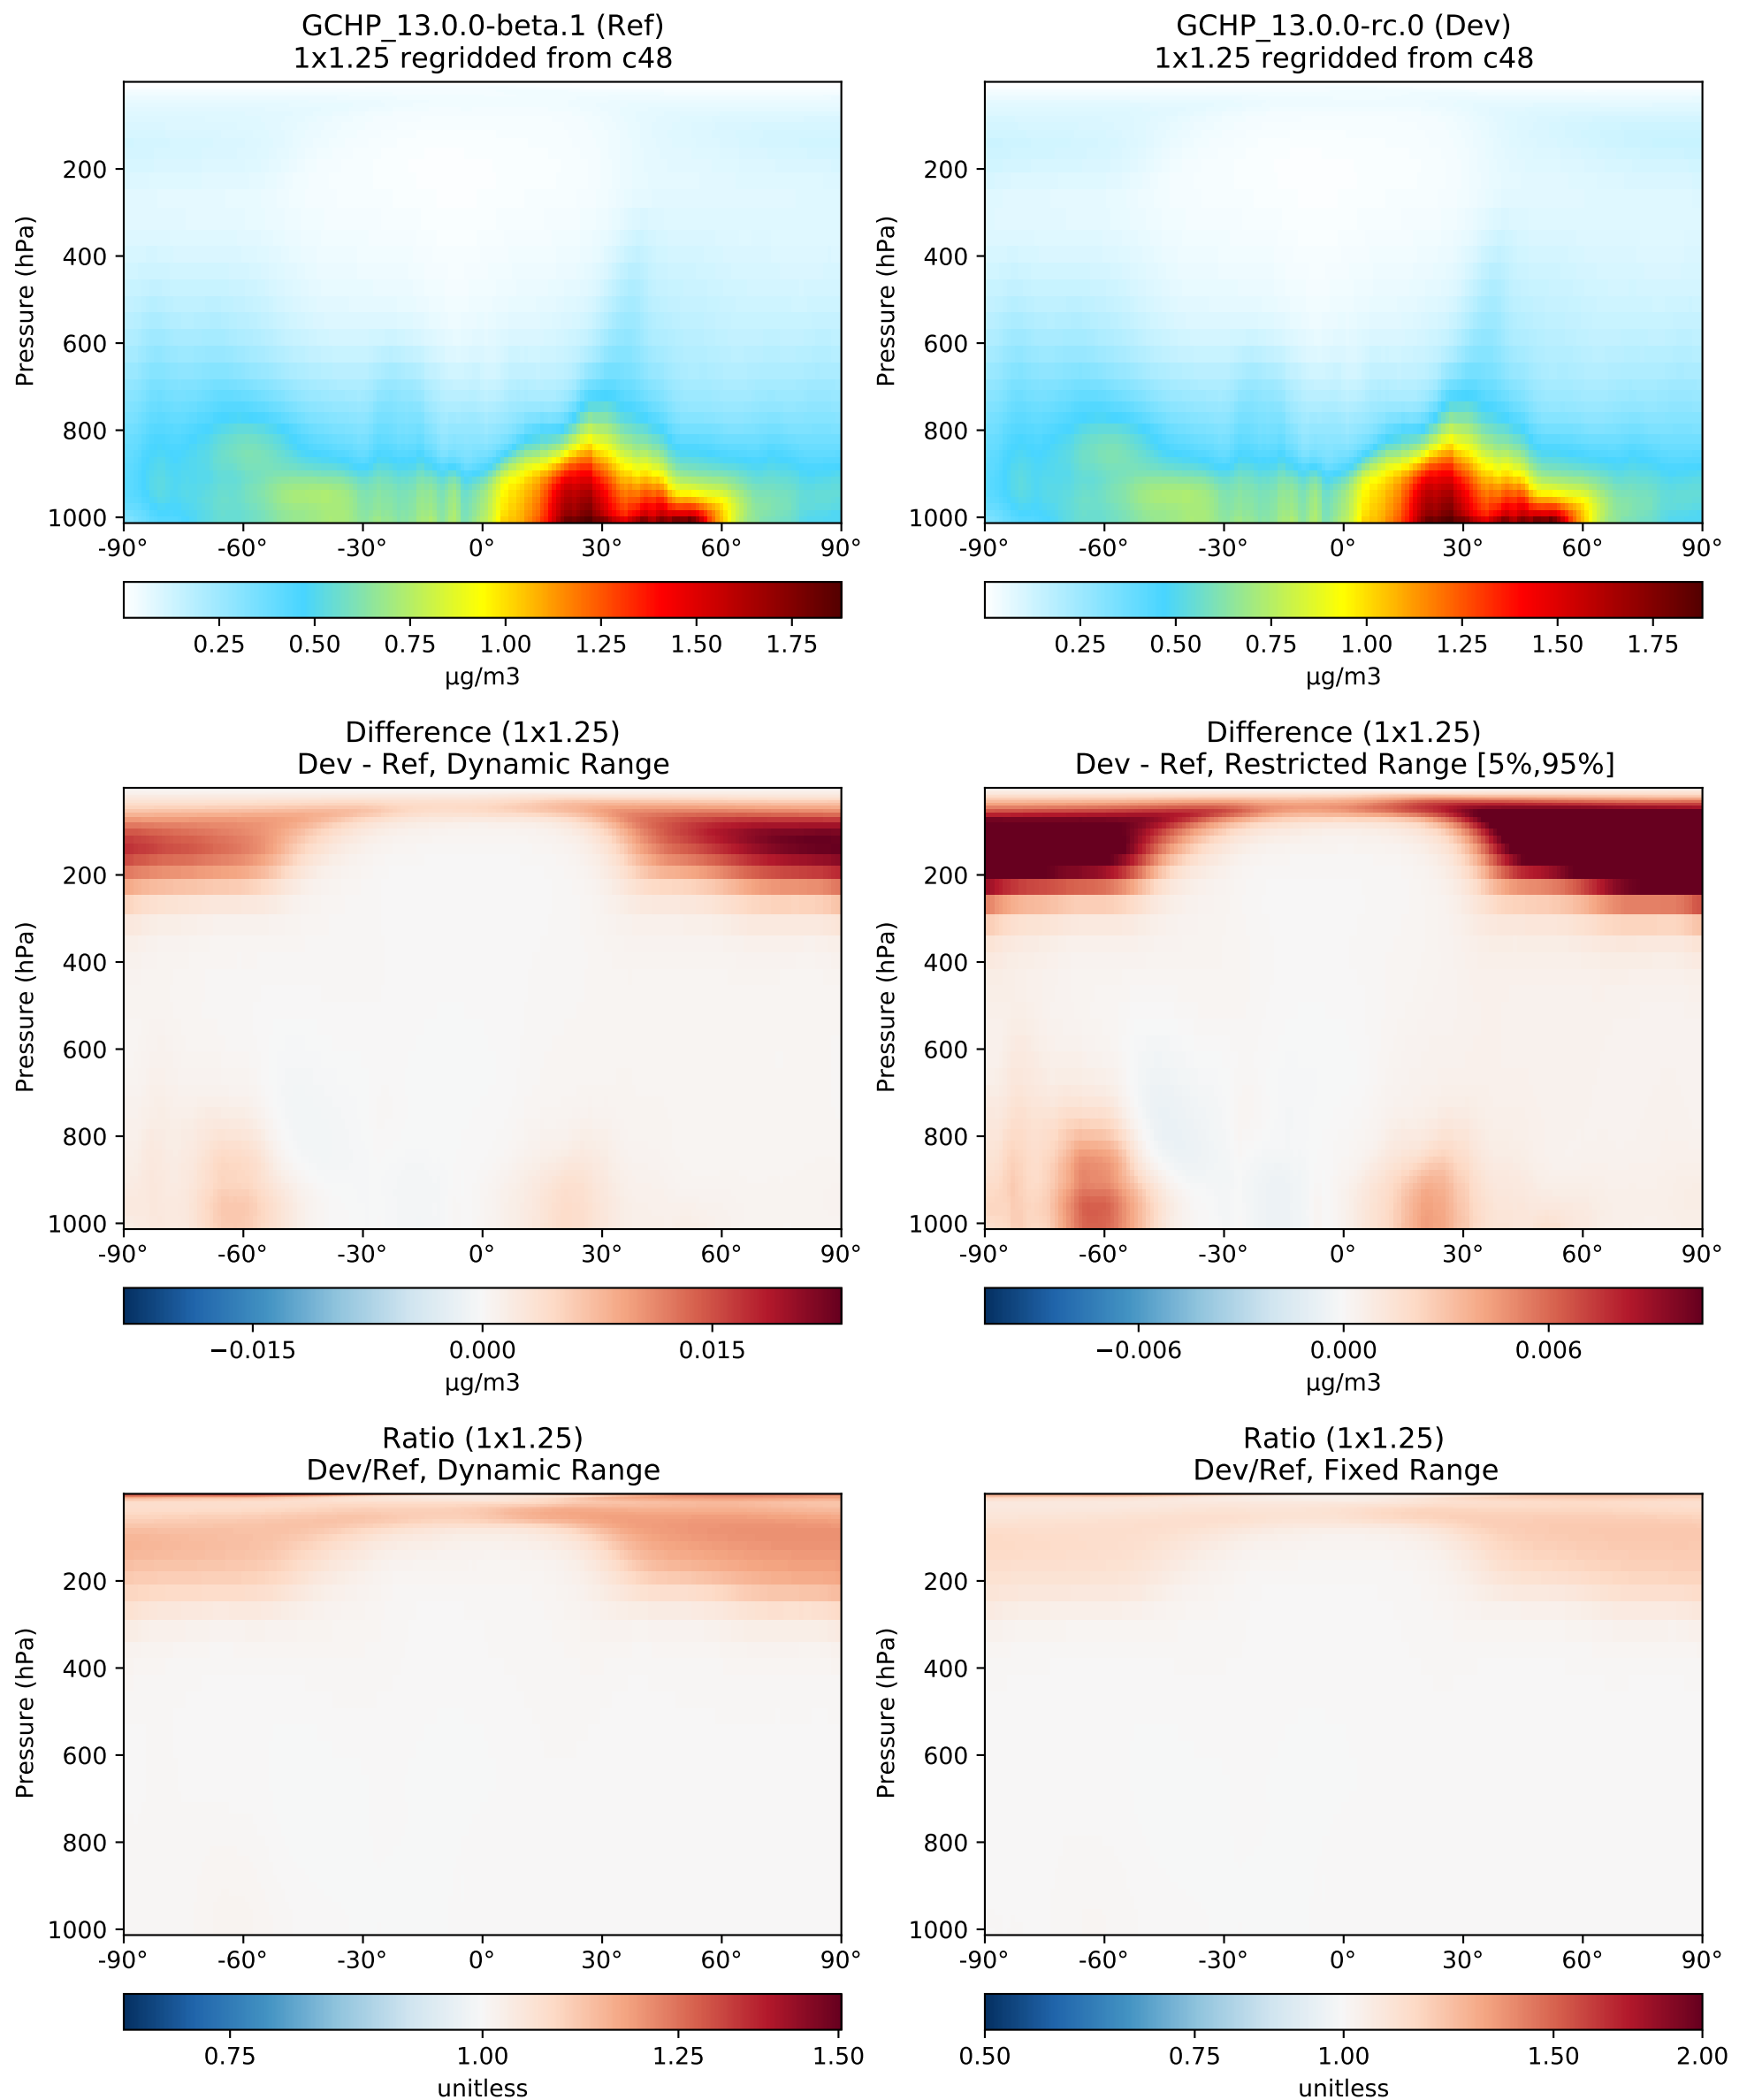 GCHP_13.0.0-beta.1 (Ref)
1x1.25 regridded from c48
Pressure (hPa)
200
400
600
800
1000
-90° -60° -30° 0° 30° 60° 90°
0.25 0.50 0.75 1.00 1.25 1.50 1.75
µg/m3
GCHP_13.0.0-rc.0 (Dev)
1x1.25 regridded from c48
Pressure (hPa)
200
400
600
800
1000
-90° -60° -30° 0° 30° 60° 90°
0.25 0.50 0.75 1.00 1.25 1.50 1.75
µg/m3
Difference (1x1.25)
Dev - Ref, Dynamic Range
Pressure (hPa)
200
400
600
800
1000
-90° -60° -30° 0° 30° 60° 90°
−0.015 0.000 0.015
µg/m3
Difference (1x1.25)
Dev - Ref, Restricted Range [5%,95%]
Pressure (hPa)
200
400
600
800
1000
-90° -60° -30° 0° 30° 60° 90°
−0.006 0.000 0.006
µg/m3
Ratio (1x1.25)
Dev/Ref, Dynamic Range
Pressure (hPa)
200
400
600
800
1000
-90° -60° -30° 0° 30° 60° 90°
0.75 1.00 1.25 1.50
unitless
Ratio (1x1.25)
Dev/Ref, Fixed Range
Pressure (hPa)
200
400
600
800
1000
-90° -60° -30° 0° 30° 60° 90°
0.50 0.75 1.00 1.50 2.00
unitless